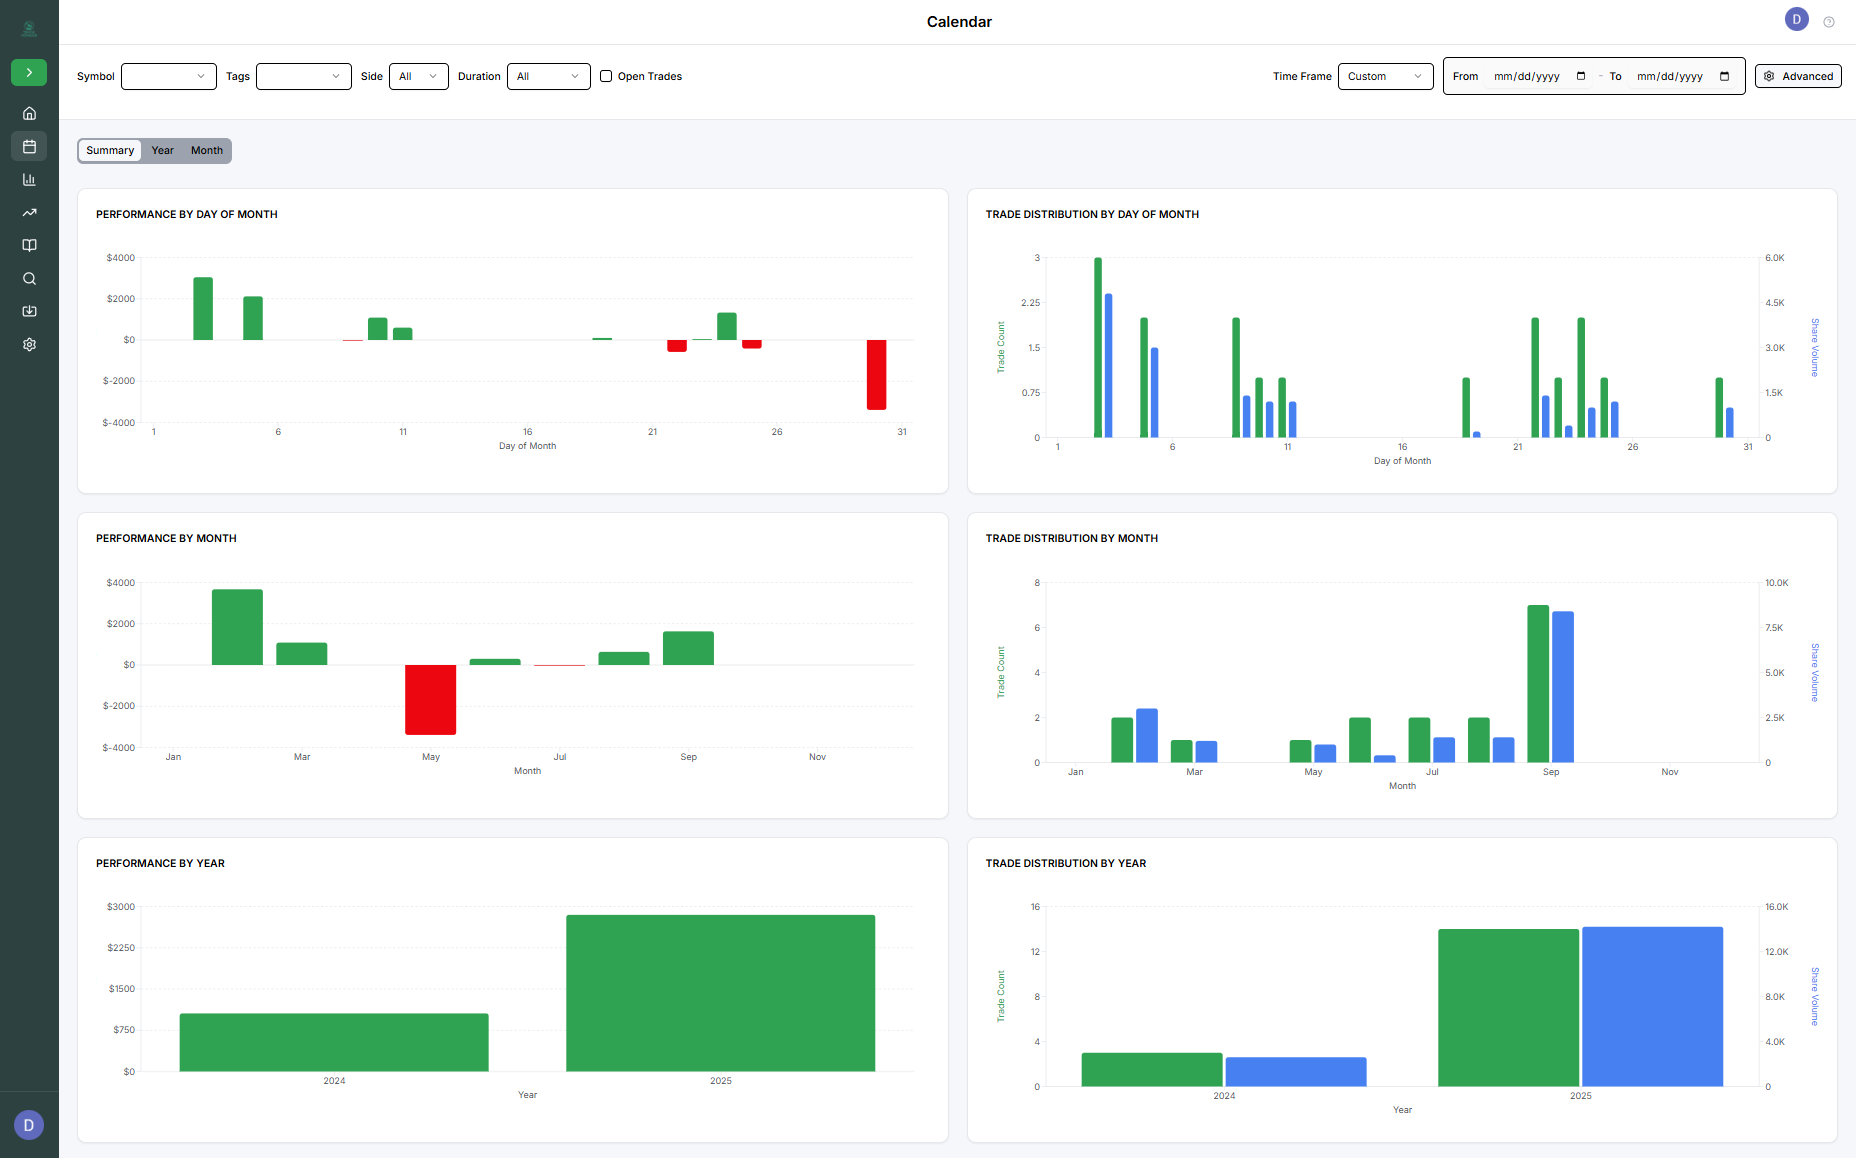 Calendar
D
Symbol
Tags
Side All
Duration All
Open Trades
Time Frame Custom
From mm/dd/yyyy - To mm/dd/yyyy
Advanced
Summary Year Month
PERFORMANCE BY DAY OF MONTH
$4000
$2000
$0
$-2000
$-4000
1 6 11 16 21 26 31
Day of Month
TRADE DISTRIBUTION BY DAY OF MONTH
3
2.25
1.5
0.75
0
Trade Count
6.0K
4.5K
3.0K
1.5K
0
Share Volume
1 6 11 16 21 26 31
Day of Month
PERFORMANCE BY MONTH
$4000
$2000
$0
$-2000
$-4000
Jan Mar May Jul Sep Nov
Month
TRADE DISTRIBUTION BY MONTH
8
6
4
2
0
Trade Count
10.0K
7.5K
5.0K
2.5K
0
Share Volume
Jan Mar May Jul Sep Nov
Month
PERFORMANCE BY YEAR
$3000
$2250
$1500
$750
$0
2024 2025
Year
TRADE DISTRIBUTION BY YEAR
16
12
8
4
0
Trade Count
16.0K
12.0K
8.0K
4.0K
0
Share Volume
2024 2025
Year
D